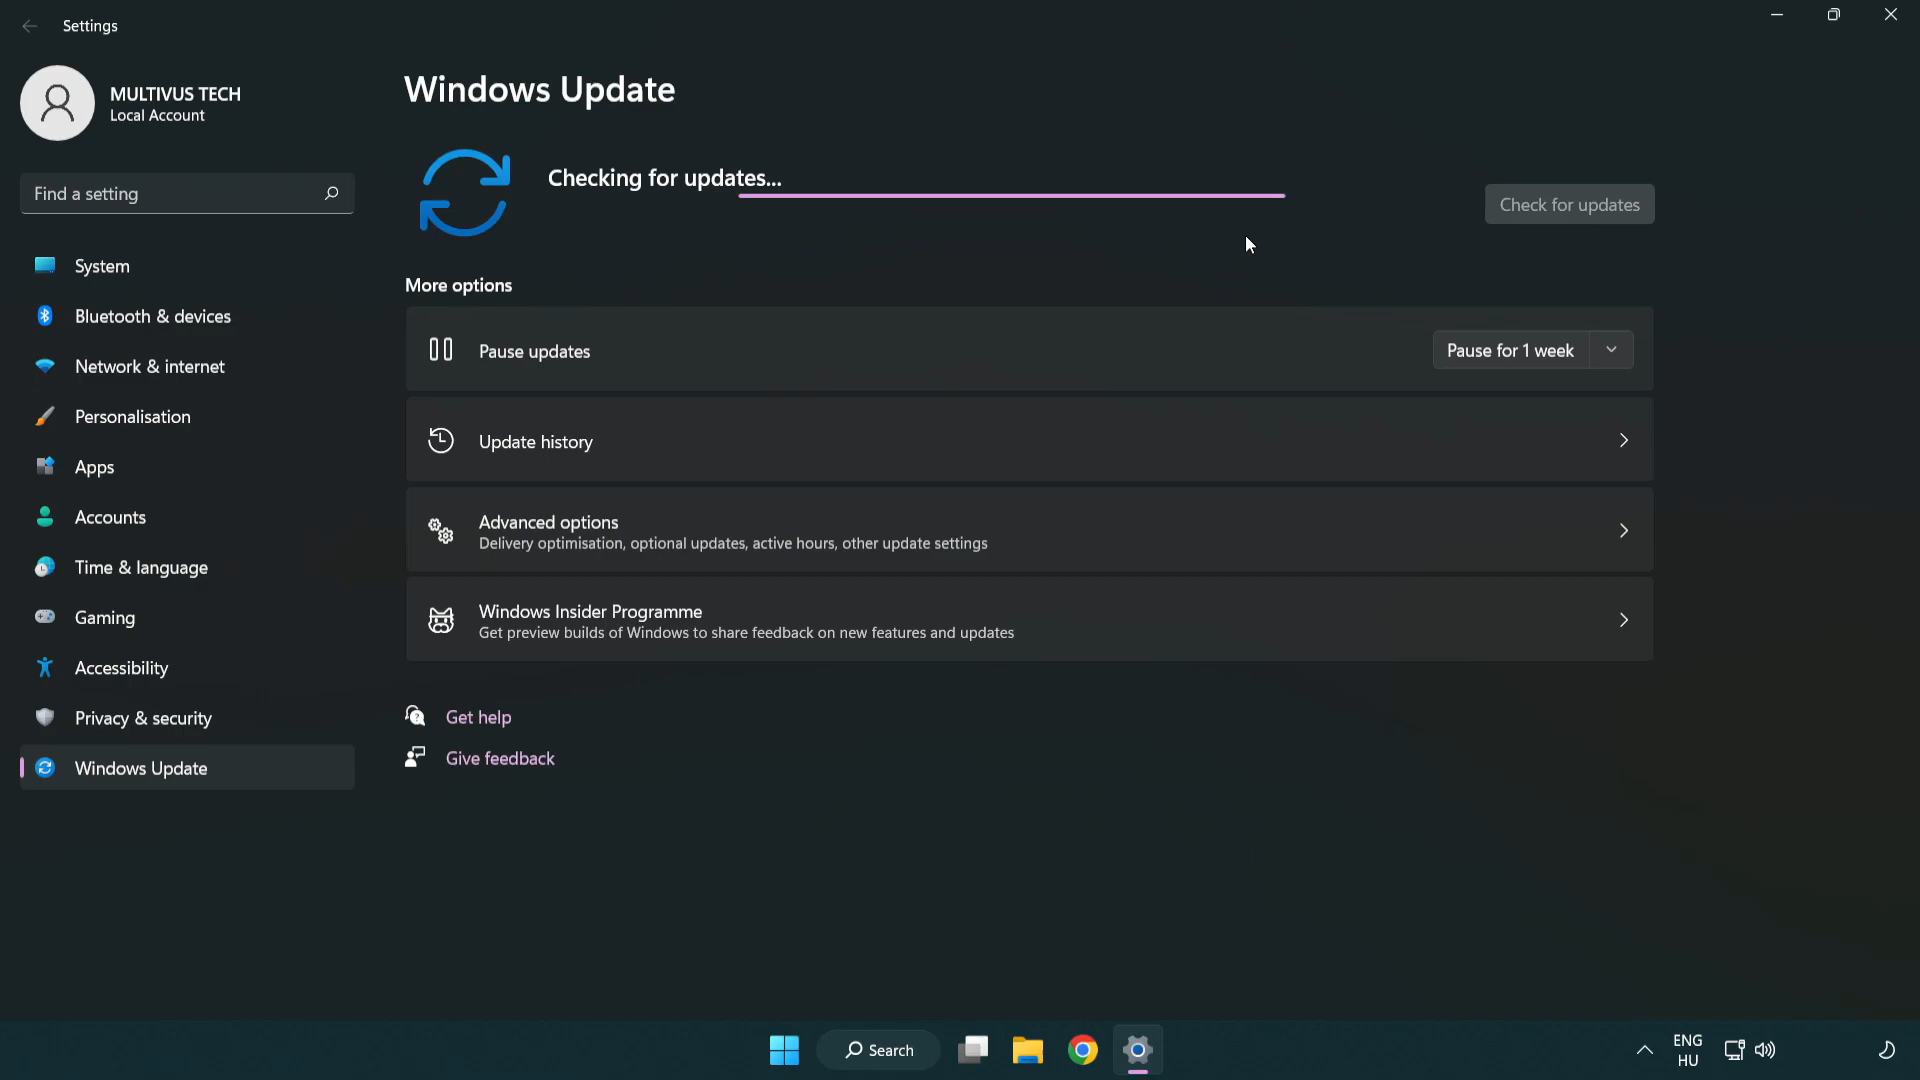 Settings
MULTIVUS TECH
Local Account
Find a setting
System
Bluetooth & devices
Network & internet
Personalisation
Apps
Accounts
Time & language
Gaming
Accessibility
Privacy & security
Windows Update
Windows Update
Checking for updates...
Check for updates
More options
Pause updates
Pause for 1 week
Update history
Advanced options
Delivery optimisation, optional updates, active hours, other update settings
Windows Insider Programme
Get preview builds of Windows to share feedback on new features and updates
Get help
Give feedback
Search
ENG
HU